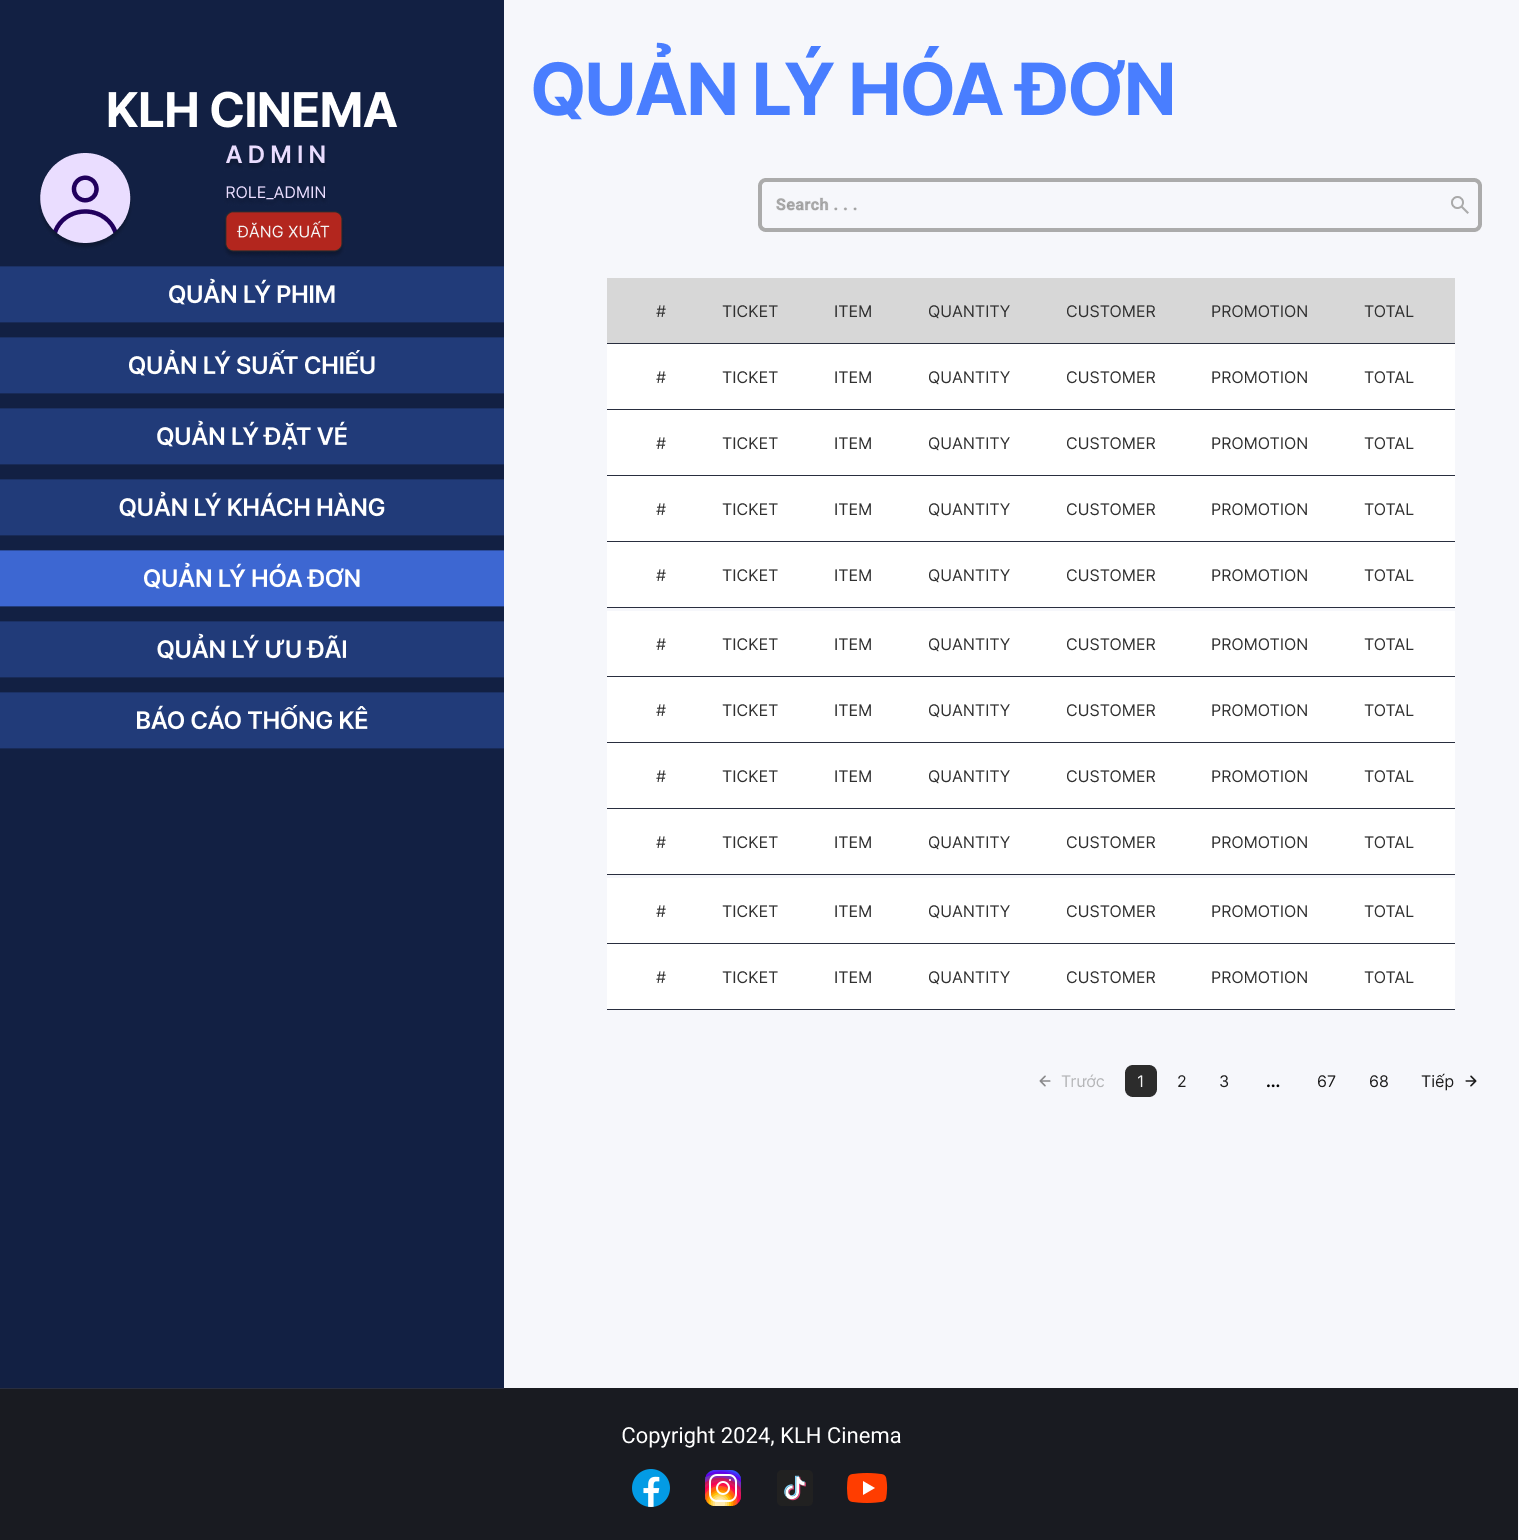 KLH CINEMA
ADMIN
ROLE_ADMIN
ĐĂNG XUẤT
QUẢN LÝ PHIM
QUẢN LÝ SUẤT CHIẾU
QUẢN LÝ ĐẶT VÉ
QUẢN LÝ KHÁCH HÀNG
QUẢN LÝ HÓA ĐƠN
QUẢN LÝ ƯU ĐÃI
BÁO CÁO THỐNG KÊ
QUẢN LÝ HÓA ĐƠN
Search . . .
# TICKET ITEM QUANTITY CUSTOMER PROMOTION TOTAL
# TICKET ITEM QUANTITY CUSTOMER PROMOTION TOTAL
# TICKET ITEM QUANTITY CUSTOMER PROMOTION TOTAL
# TICKET ITEM QUANTITY CUSTOMER PROMOTION TOTAL
# TICKET ITEM QUANTITY CUSTOMER PROMOTION TOTAL
# TICKET ITEM QUANTITY CUSTOMER PROMOTION TOTAL
# TICKET ITEM QUANTITY CUSTOMER PROMOTION TOTAL
# TICKET ITEM QUANTITY CUSTOMER PROMOTION TOTAL
# TICKET ITEM QUANTITY CUSTOMER PROMOTION TOTAL
# TICKET ITEM QUANTITY CUSTOMER PROMOTION TOTAL
# TICKET ITEM QUANTITY CUSTOMER PROMOTION TOTAL
← Trước 1 2 3 ... 67 68 Tiếp →
Copyright 2024, KLH Cinema